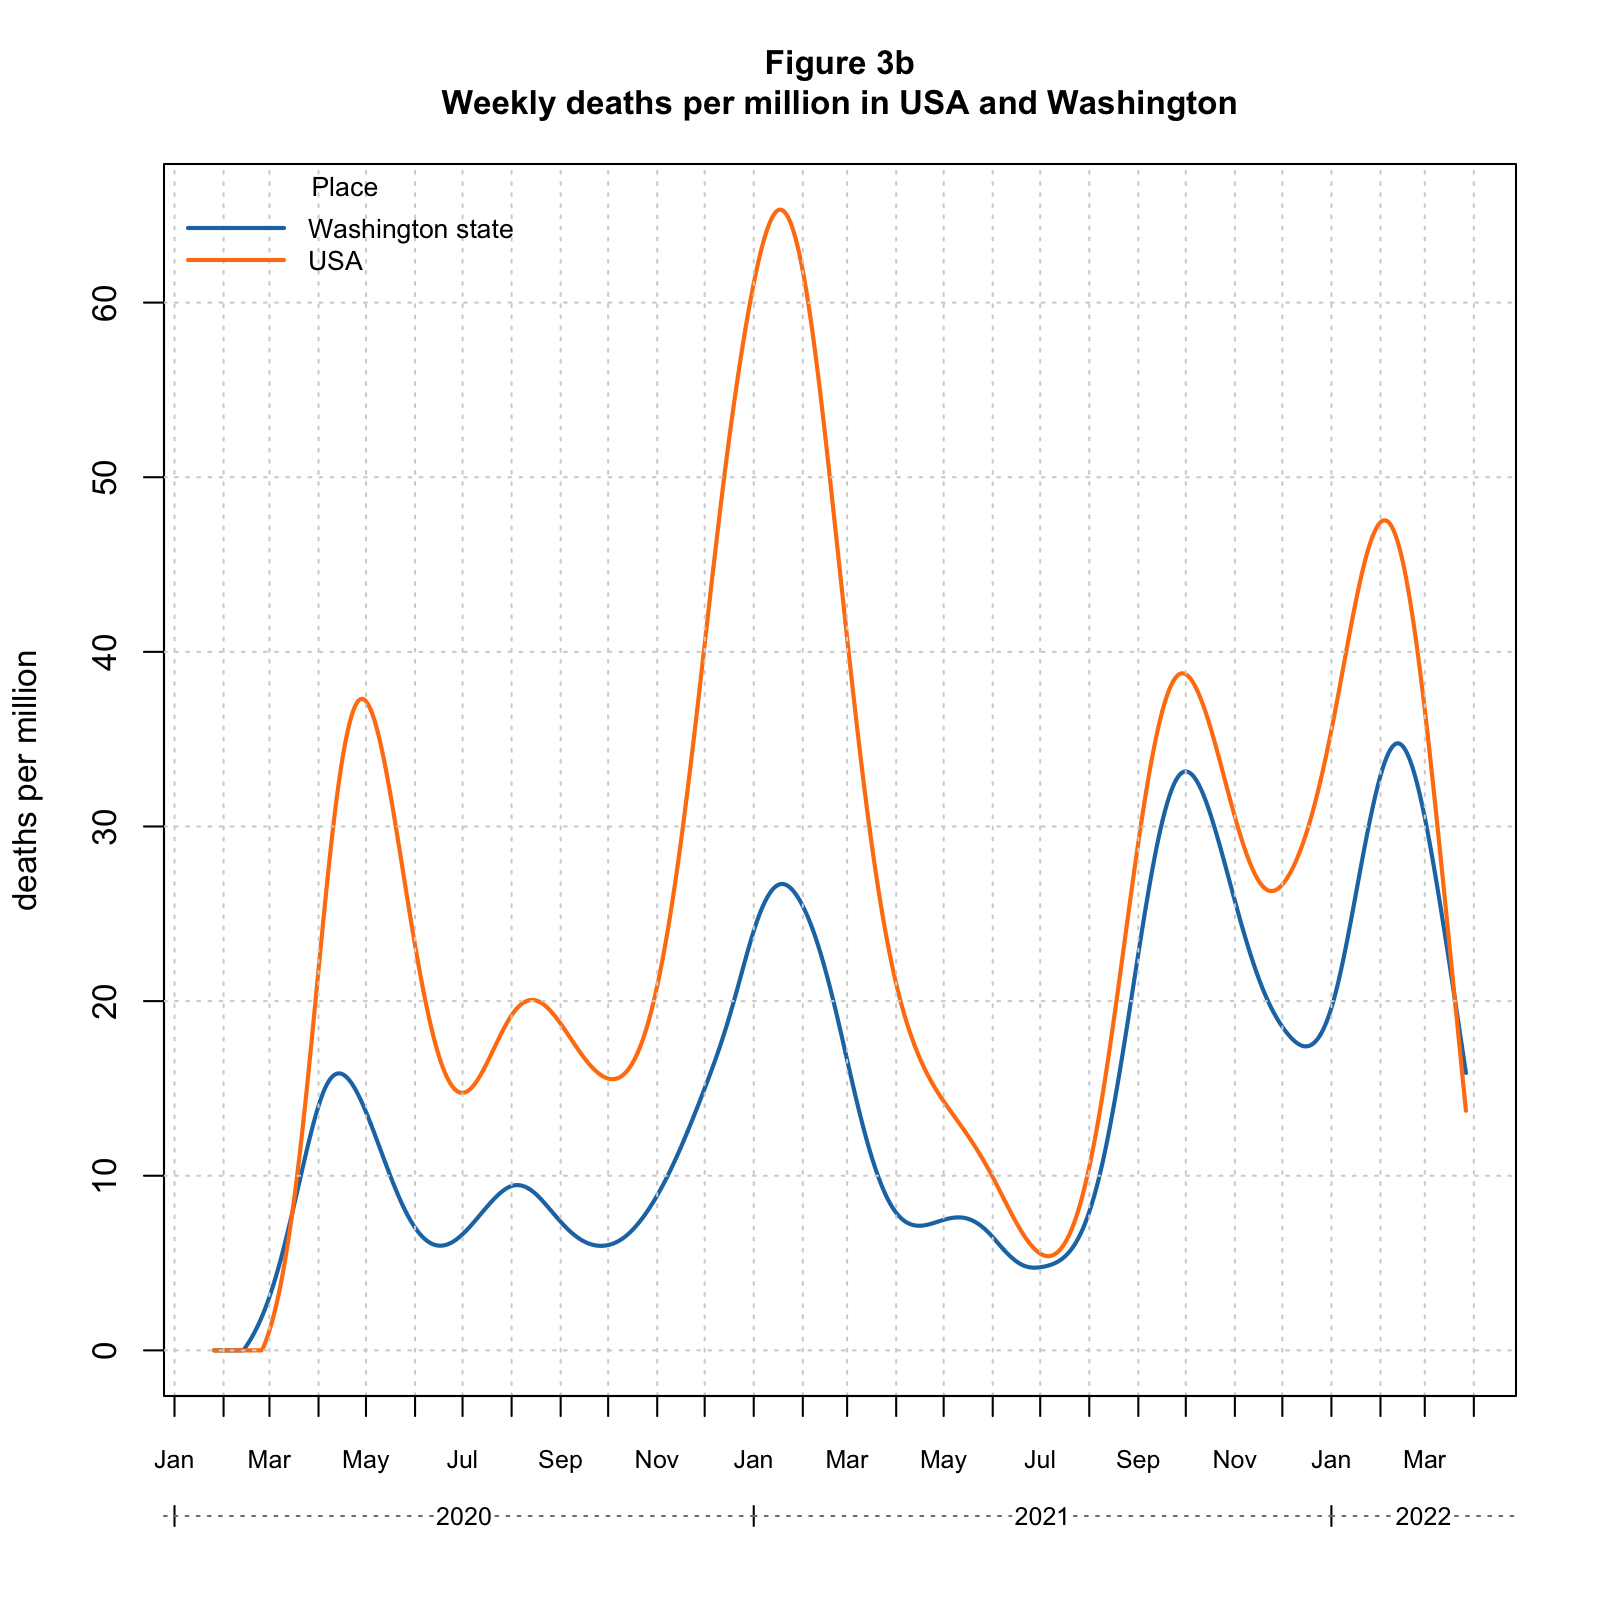 Figure 3b
Weekly deaths per million in USA and Washington
Place
Washington state
USA
deaths per million
60
50
40
30
20
10
0
Jan Mar May Jul Sep Nov Jan Mar May Jul Sep Nov Jan Mar
2020 2021 2022